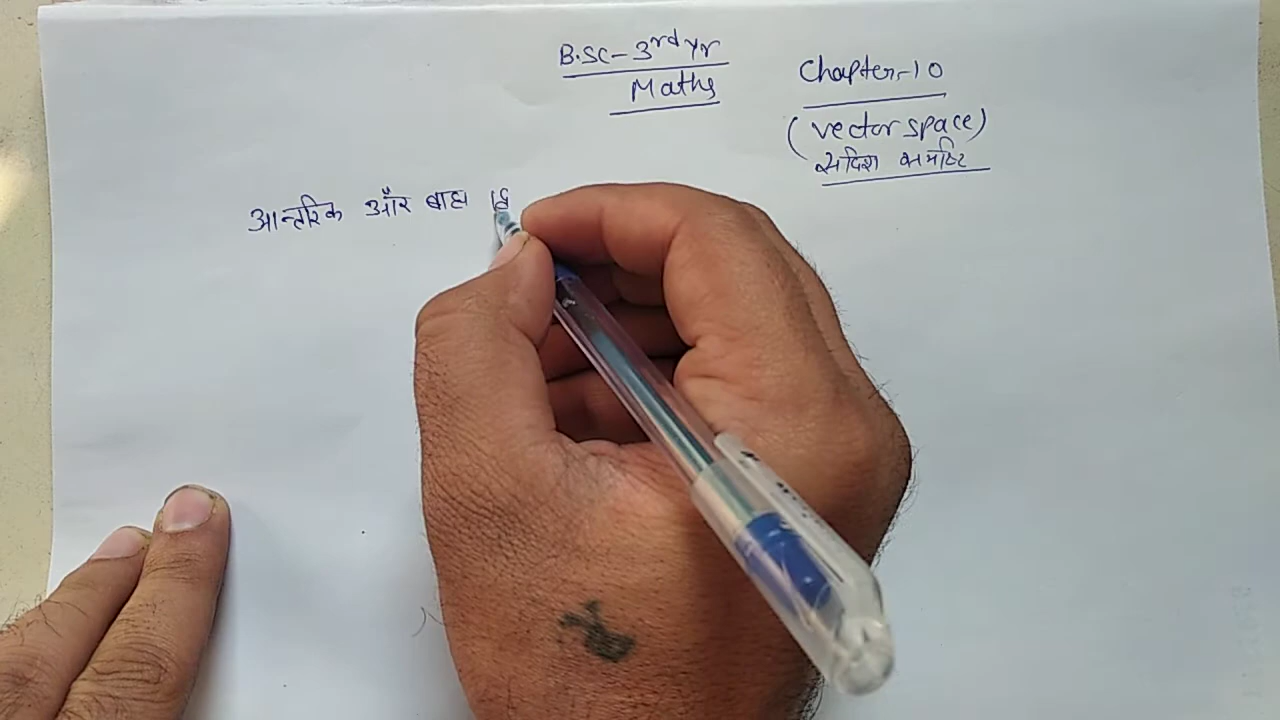 B.SC-3rd yr
Maths
Chapter-10
(vector space)
सदिश समष्टि
आन्तरिक और बाह्य